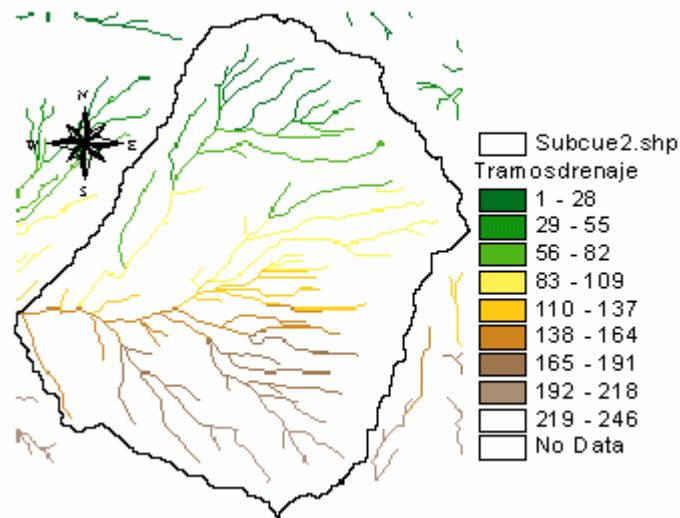 N
W E
S
Subcue2.shp
Tramosdrenaje
1 - 28
29 - 55
56 - 82
83 - 109
110 - 137
138 - 164
165 - 191
192 - 218
219 - 246
No Data